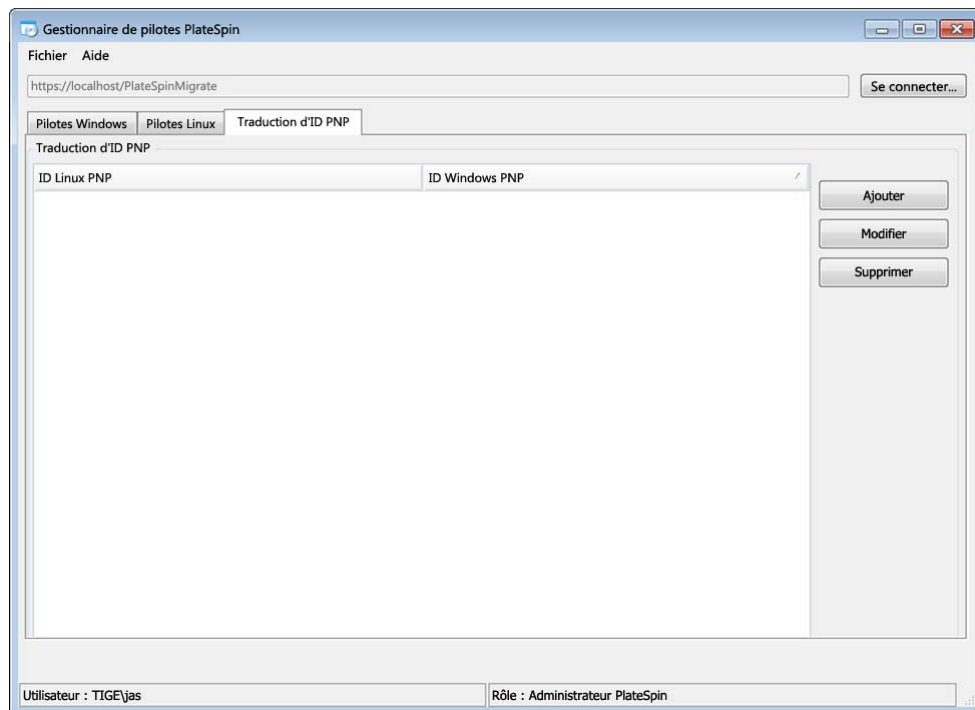 Gestionnaire de pilotes PlateSpin
Fichier Aide
https://localhost/PlateSpinMigrate Se connecter...
Pilotes Windows Pilotes Linux Traduction d'ID PNP
Traduction d'ID PNP
ID Linux PNP ID Windows PNP
Ajouter
Modifier
Supprimer
Utilisateur : TIGE\jas Rôle : Administrateur PlateSpin